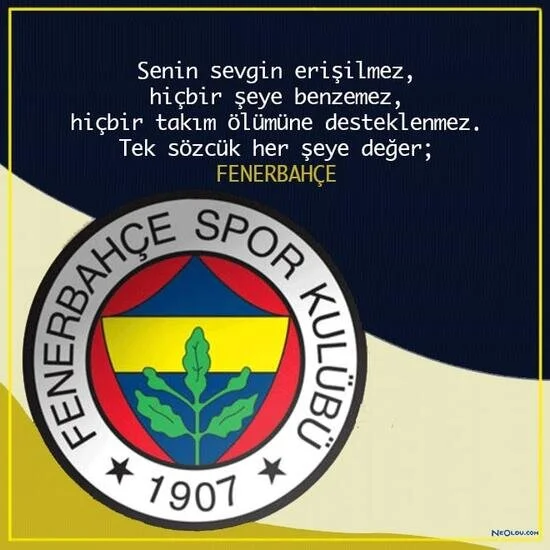 Senin sevgin erişilmez,
hiçbir şeye benzemez,
hiçbir takım ölümüne desteklenmez.
Tek sözcük her şeye değer;
FENERBAHÇE
FENERBAHÇE SPOR KULÜBÜ
★ 1907 ★
NeOldu.com